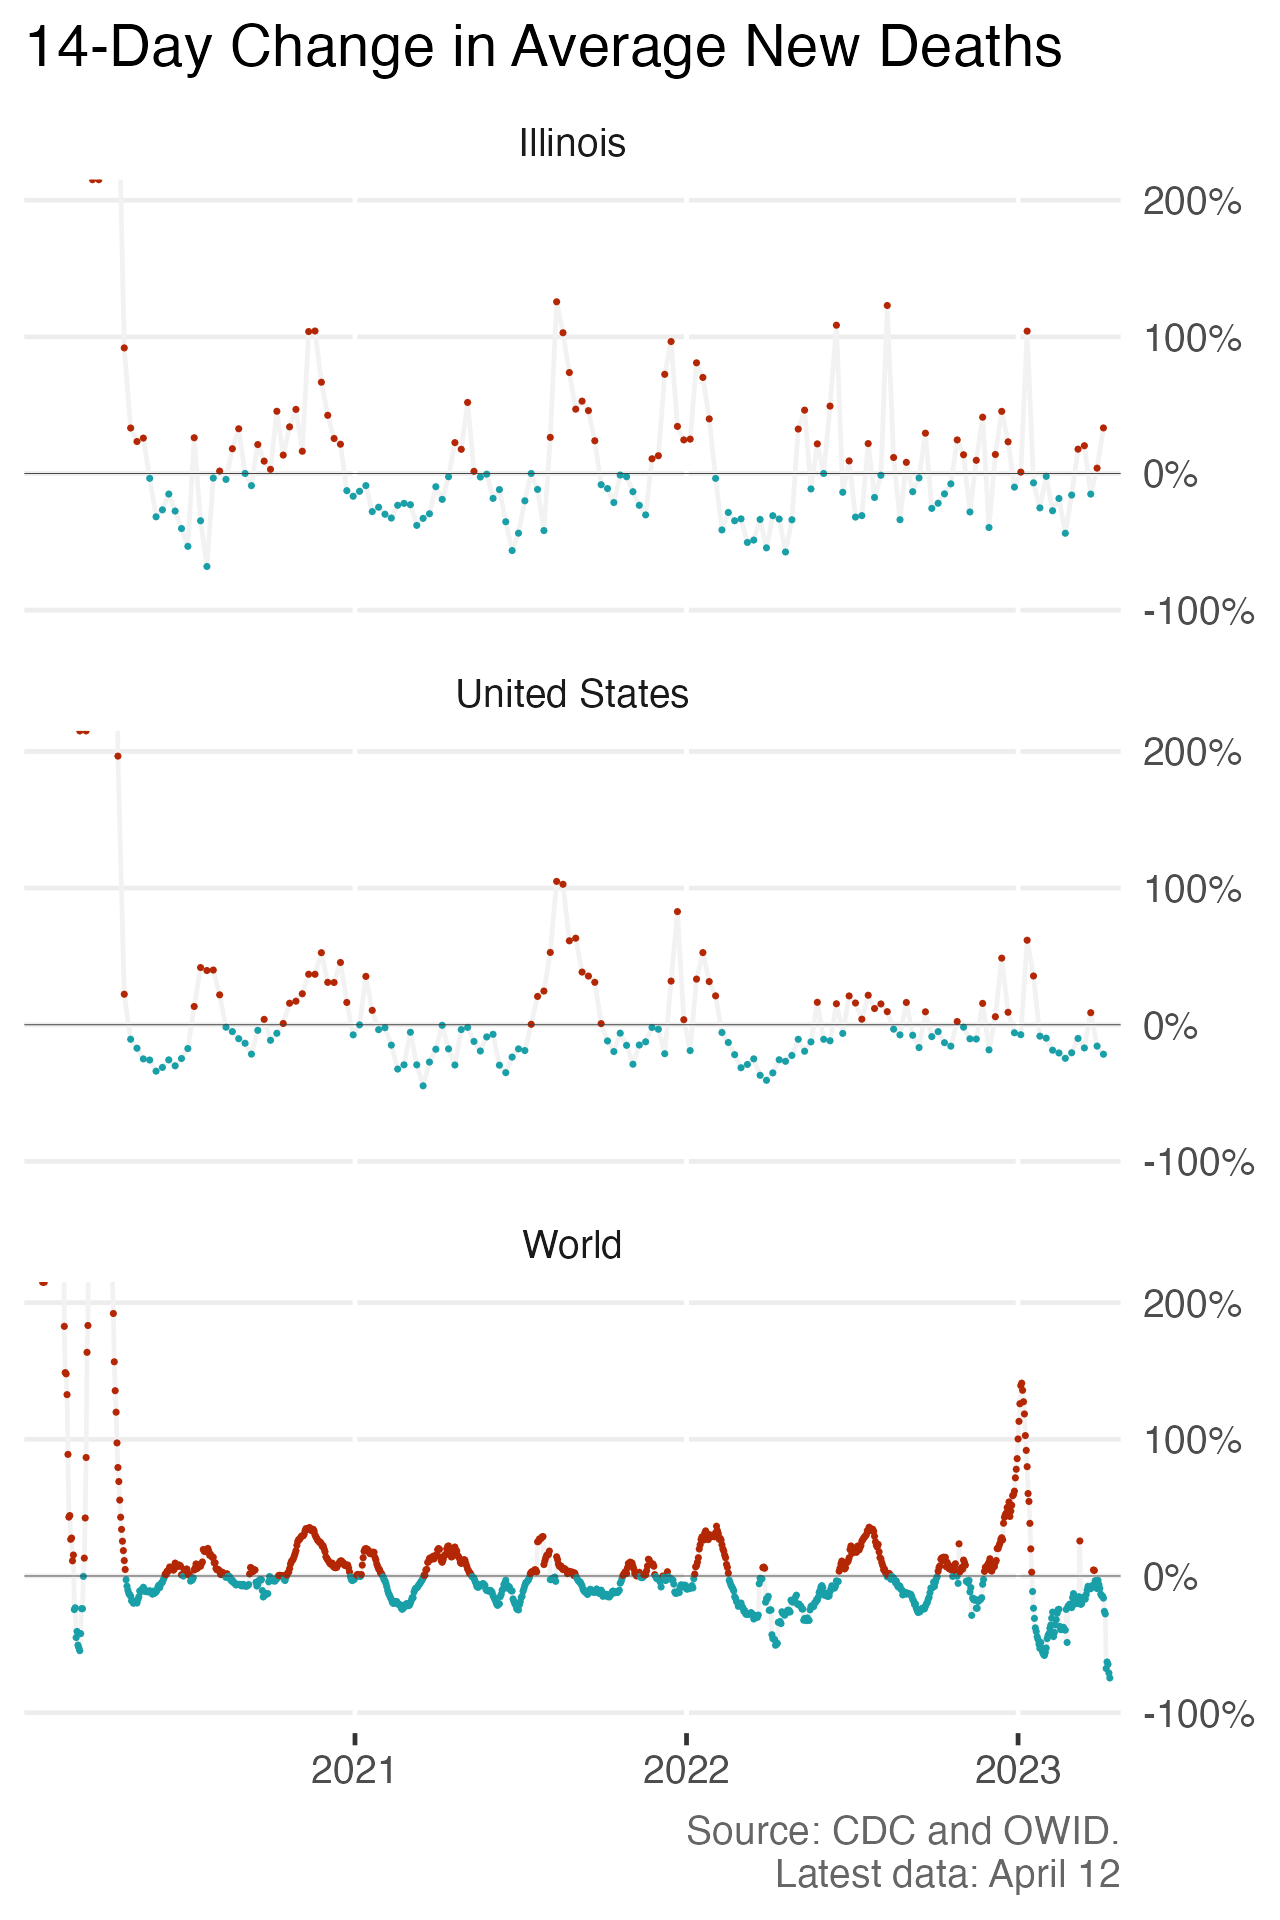 14-Day Change in Average New Deaths
Illinois
200%
100%
0%
-100%
United States
200%
100%
0%
-100%
World
200%
100%
0%
-100%
2021 2022 2023
Source: CDC and OWID.
Latest data: April 12